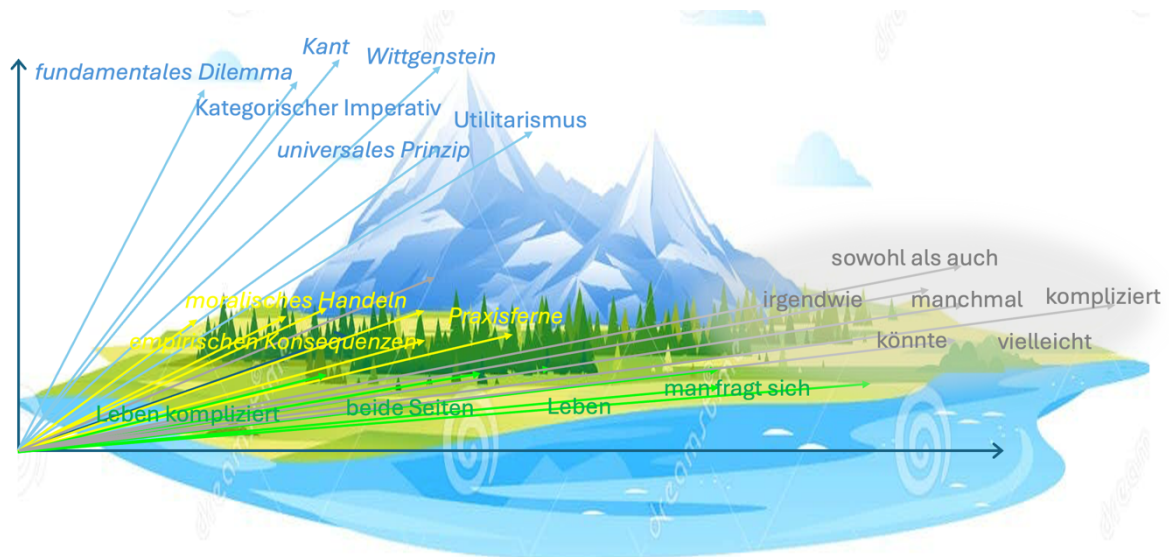 Kant
Wittgenstein
fundamentales Dilemma
Kategorischer Imperativ
Utilitarismus
universales Prinzip
sowohl als auch
moralisches Handeln
irgendwie
manchmal
kompliziert
Praxisferne
empirischen Konsequenzen
könnte
vielleicht
man fragt sich
Leben kompliziert
beide Seiten
Leben